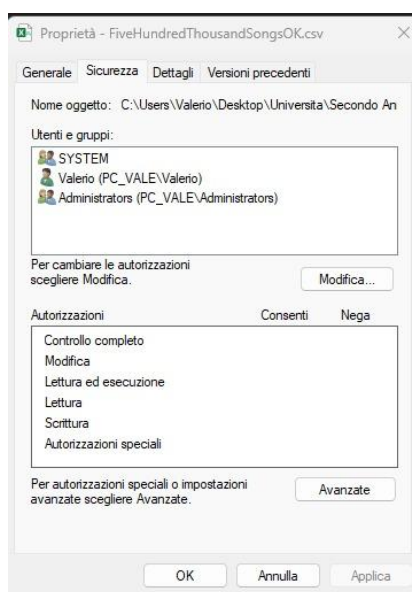 Proprietà - FiveHundredThousandSongsOK.csv
Generale Sicurezza Dettagli Versioni precedenti
Nome oggetto: C:\Users\Valerio\Desktop\Universita\Secondo An
Utenti e gruppi:
SYSTEM
Valerio (PC_VALE\Valerio)
Administrators (PC_VALE\Administrators)
Per cambiare le autorizzazioni
scegliere Modifica.
Modifica...
Autorizzazioni Consenti Nega
Controllo completo
Modifica
Lettura ed esecuzione
Lettura
Scrittura
Autorizzazioni speciali
Per autorizzazioni speciali o impostazioni
avanzate scegliere Avanzate.
Avanzate
OK Annulla Applica